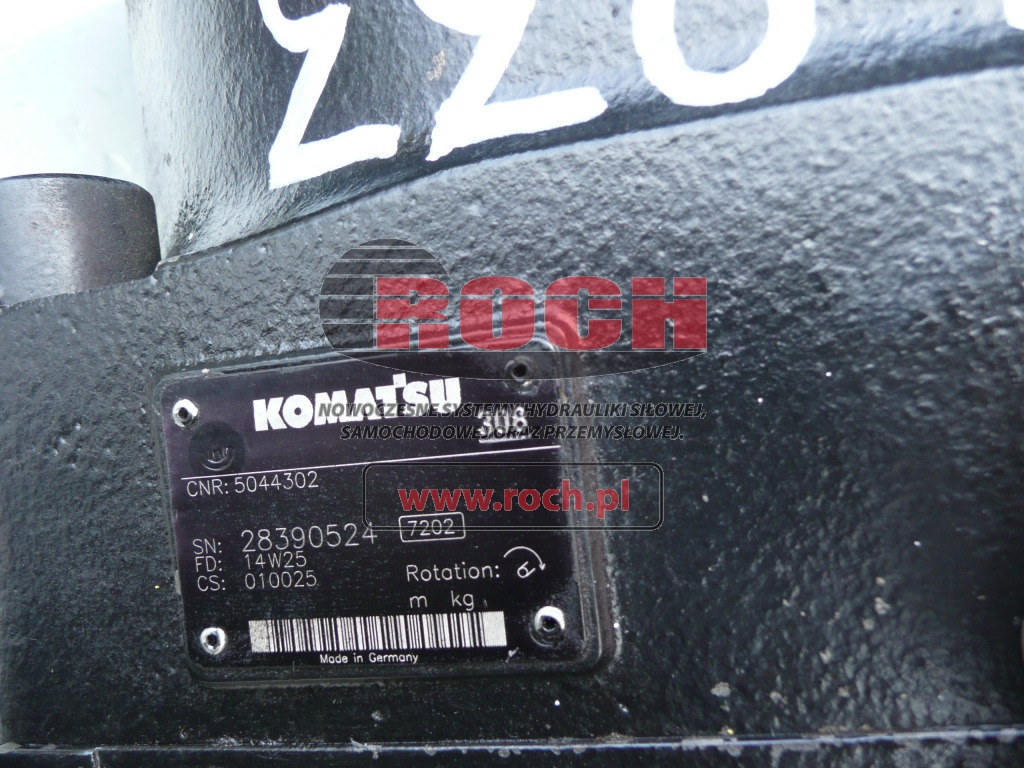 ROCH
KOMATSU
308
NOWOCZESNE SYSTEMY HYDRAULIKI SIŁOWEJ,
SAMOCHODOWEJ ORAZ PRZEMYSŁOWEJ.
CNR: 5044302
www.roch.pl
SN: 28390524 7202
FD: 14W25
CS: 010025
Rotation:
m kg
Made in Germany